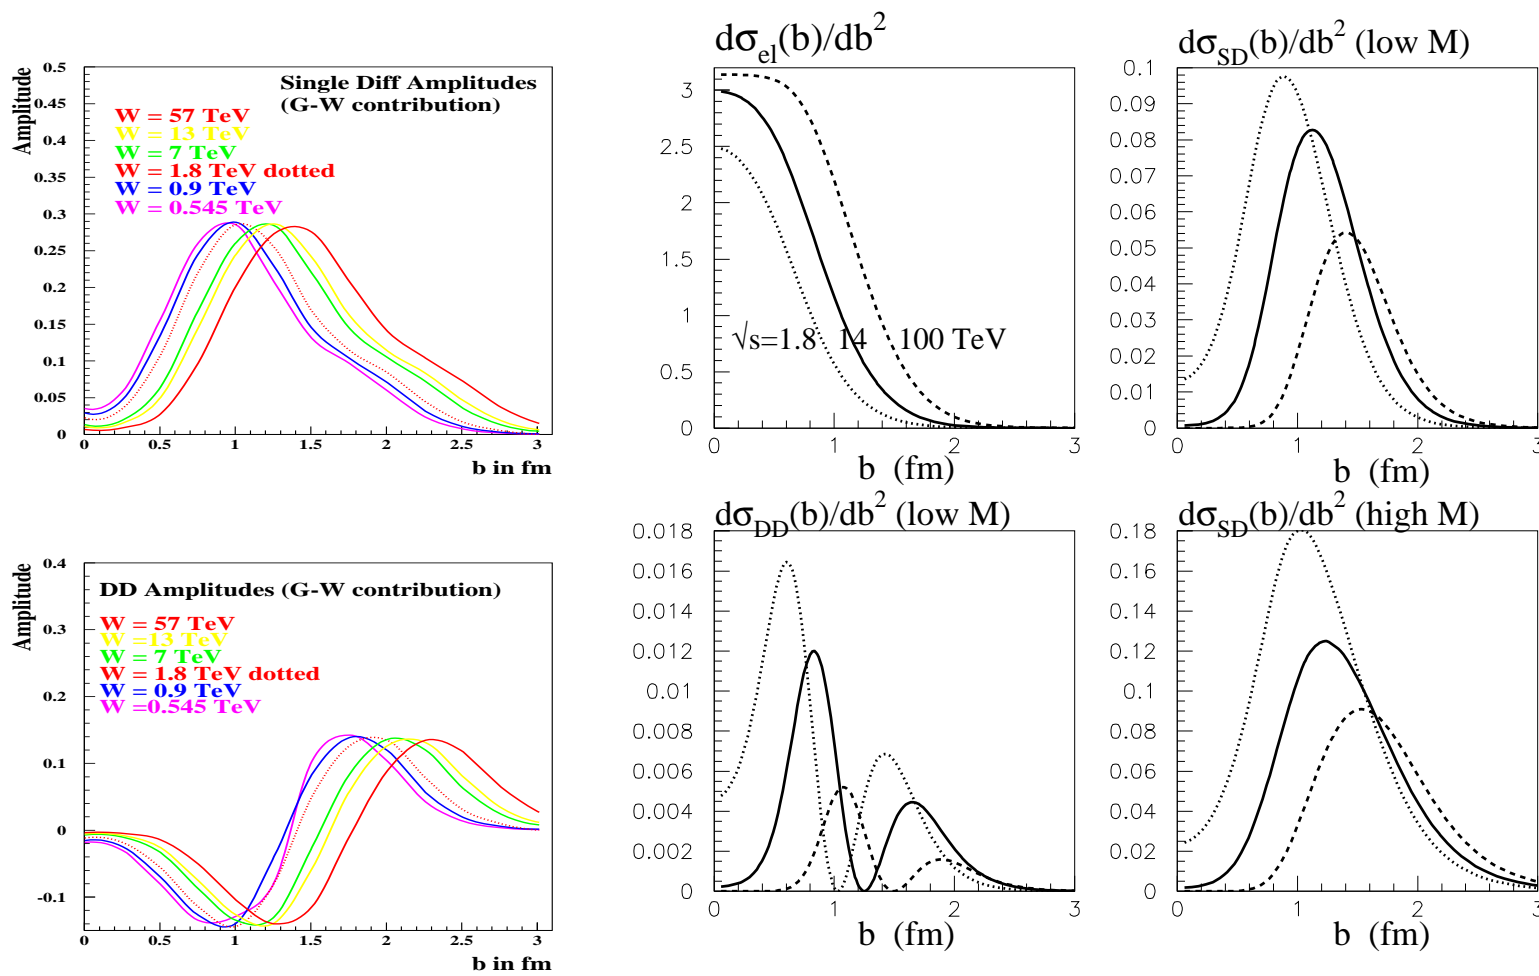 Single Diff Amplitudes
(G-W contribution)
W = 57 TeV
W = 13 TeV
W = 7 TeV
W = 1.8 TeV dotted
W = 0.9 TeV
W = 0.545 TeV
Amplitude
0.5
0.45
0.4
0.35
0.3
0.25
0.2
0.15
0.1
0.05
0
0 0.5 1 1.5 2 2.5 3
b in fm
dσel(b)/db²
3
2.5
2
1.5
1
0.5
0
√s=1.8 14 100 TeV
0 1 2 3
b (fm)
dσSD(b)/db² (low M)
0.1
0.09
0.08
0.07
0.06
0.05
0.04
0.03
0.02
0.01
0
0 1 2 3
b (fm)
DD Amplitudes (G-W contribution)
W = 57 TeV
W =13 TeV
W = 7 TeV
W = 1.8 TeV dotted
W = 0.9 TeV
W =0.545 TeV
Amplitude
0.4
0.3
0.2
0.1
0
-0.1
0 0.5 1 1.5 2 2.5 3
b in fm
dσDD(b)/db² (low M)
0.018
0.016
0.014
0.012
0.01
0.008
0.006
0.004
0.002
0
0 1 2 3
b (fm)
dσSD(b)/db² (high M)
0.18
0.16
0.14
0.12
0.1
0.08
0.06
0.04
0.02
0
0 1 2 3
b (fm)